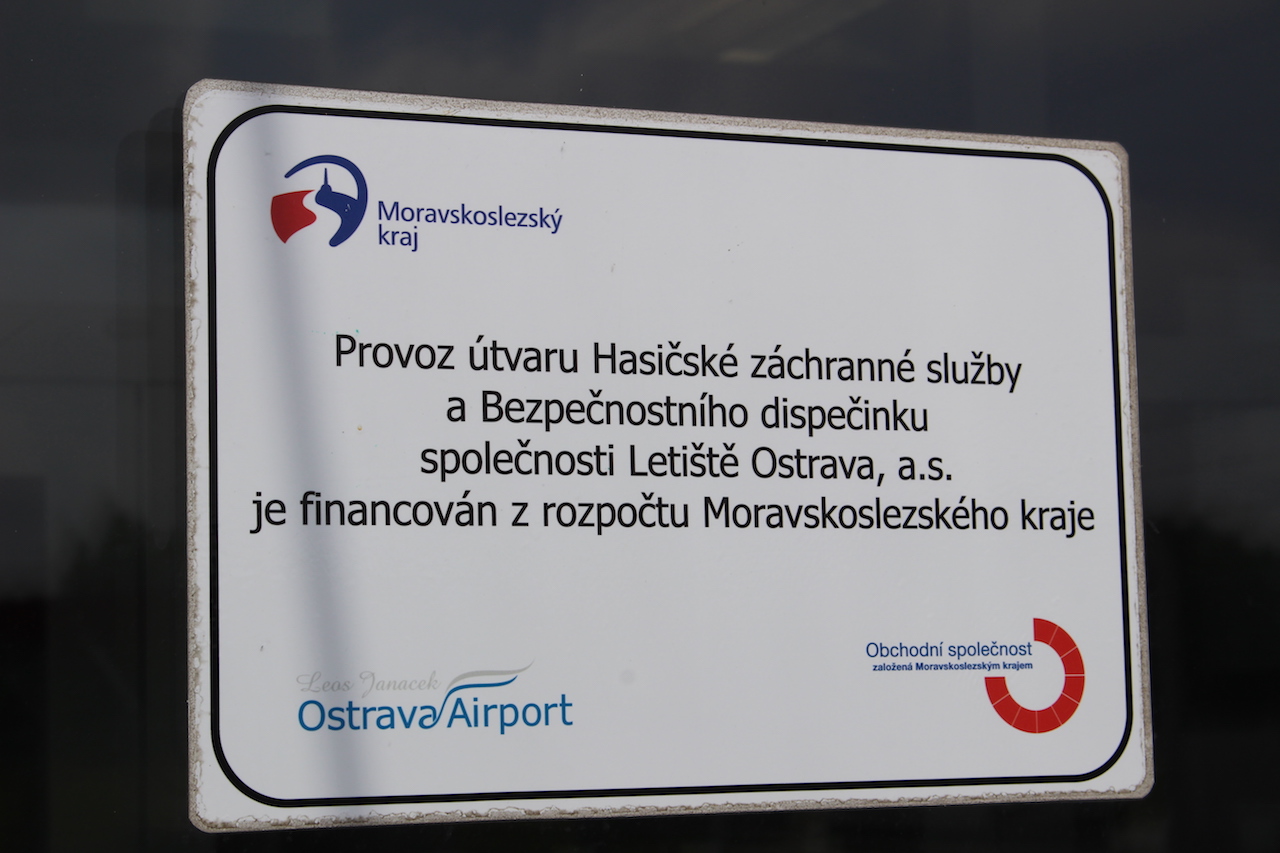 Moravskoslezský
kraj
Provoz útvaru Hasičské záchranné služby
a Bezpečnostního dispečinku
společnosti Letiště Ostrava, a.s.
je financován z rozpočtu Moravskoslezského kraje
Leos Janacek
Ostrava Airport
Obchodní společnost
založená Moravskoslezským krajem